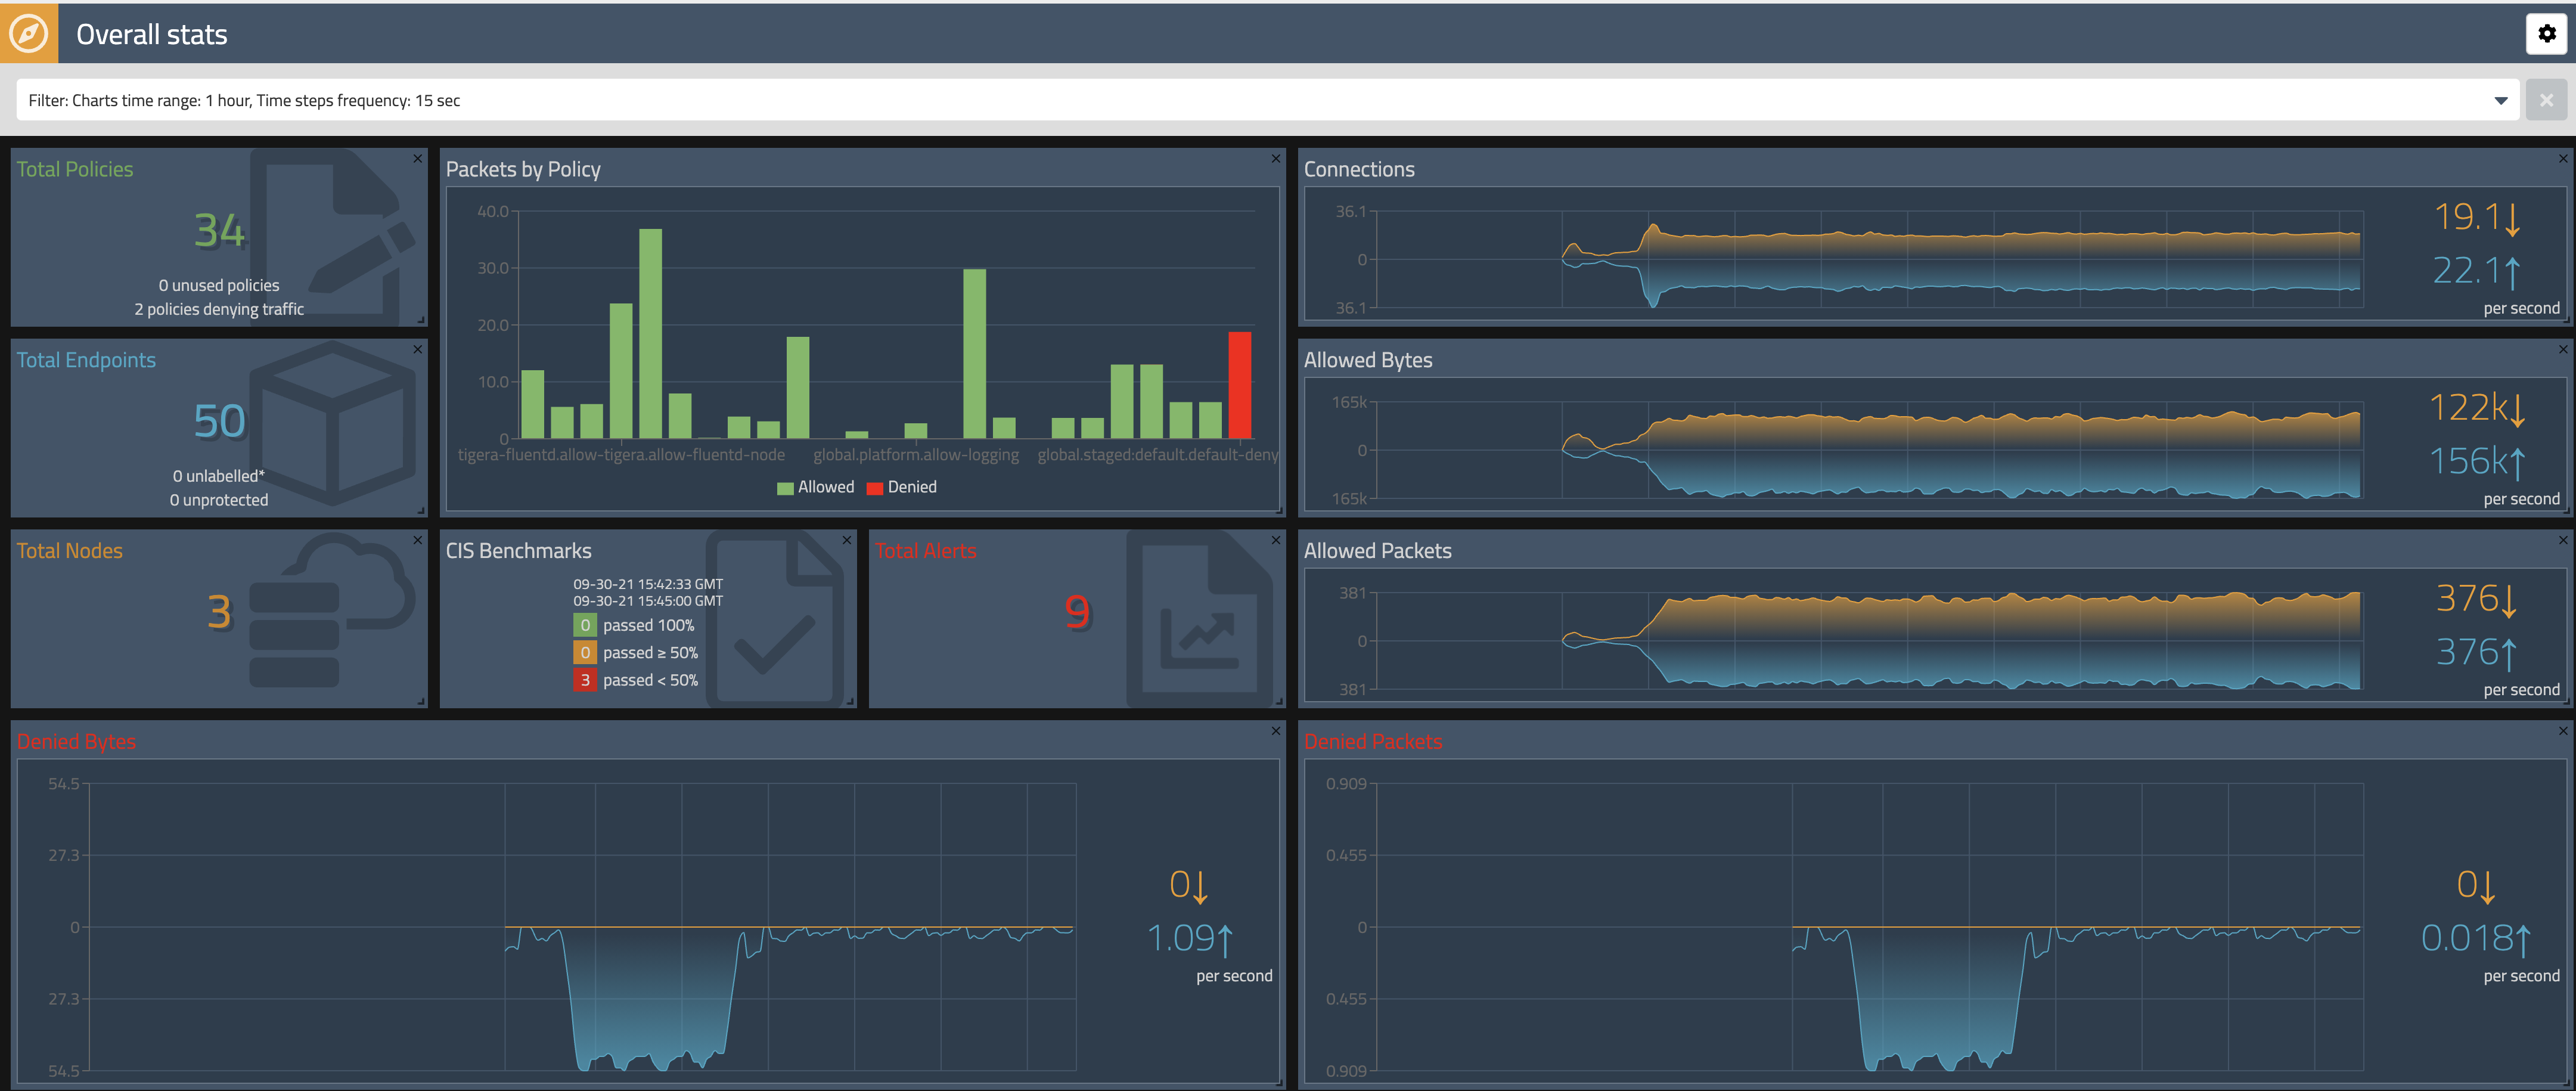 Overall stats
Filter: Charts time range: 1 hour, Time steps frequency: 15 sec
Total Policies
34
0 unused policies
2 policies denying traffic
Packets by Policy
40.0
30.0
20.0
10.0
0
tigera-fluentd.allow-tigera.allow-fluentd-node
global.platform.allow-logging
global.staged:default.default-deny
Allowed
Denied
Connections
36.1
0
36.1
19.1↓
22.1↑
per second
Total Endpoints
50
0 unlabelled*
0 unprotected
Allowed Bytes
165k
0
165k
122k↓
156k↑
per second
Total Nodes
3
CIS Benchmarks
09-30-21 15:42:33 GMT
09-30-21 15:45:00 GMT
0 passed 100%
0 passed ≥ 50%
3 passed < 50%
Total Alerts
9
Allowed Packets
381
0
381
376↓
376↑
per second
Denied Bytes
54.5
27.3
0
27.3
54.5
0↓
1.09↑
per second
Denied Packets
0.909
0.455
0
0.455
0.909
0↓
0.018↑
per second